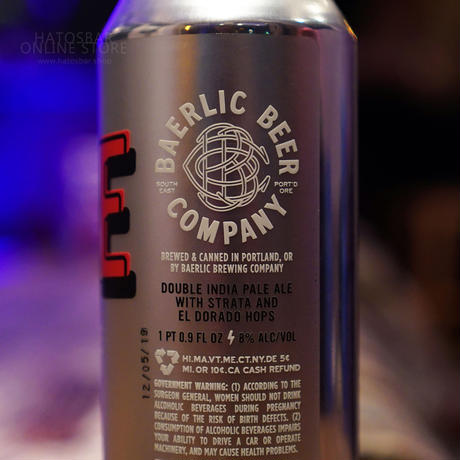 HATOSBAR
ONLINE STORE
www.hatosbar.shop
BAERLIC BEER
COMPANY
SOUTH EAST
PORT'D ORE
BREWED & CANNED IN PORTLAND, OR
BY BAERLIC BREWING COMPANY
DOUBLE INDIA PALE ALE
WITH STRATA AND
EL DORADO HOPS
1 PT 0.9 FL OZ 8% ALC/VOL
HI.MA.VT.ME.CT.NY.DE 5¢
MI. OR 10¢. CA CASH REFUND
12/05/19
GOVERNMENT WARNING: (1) ACCORDING TO THE
SURGEON GENERAL, WOMEN SHOULD NOT DRINK
ALCOHOLIC BEVERAGES DURING PREGNANCY
BECAUSE OF THE RISK OF BIRTH DEFECTS. (2)
CONSUMPTION OF ALCOHOLIC BEVERAGES IMPAIRS
YOUR ABILITY TO DRIVE A CAR OR OPERATE
MACHINERY, AND MAY CAUSE HEALTH PROBLEMS.